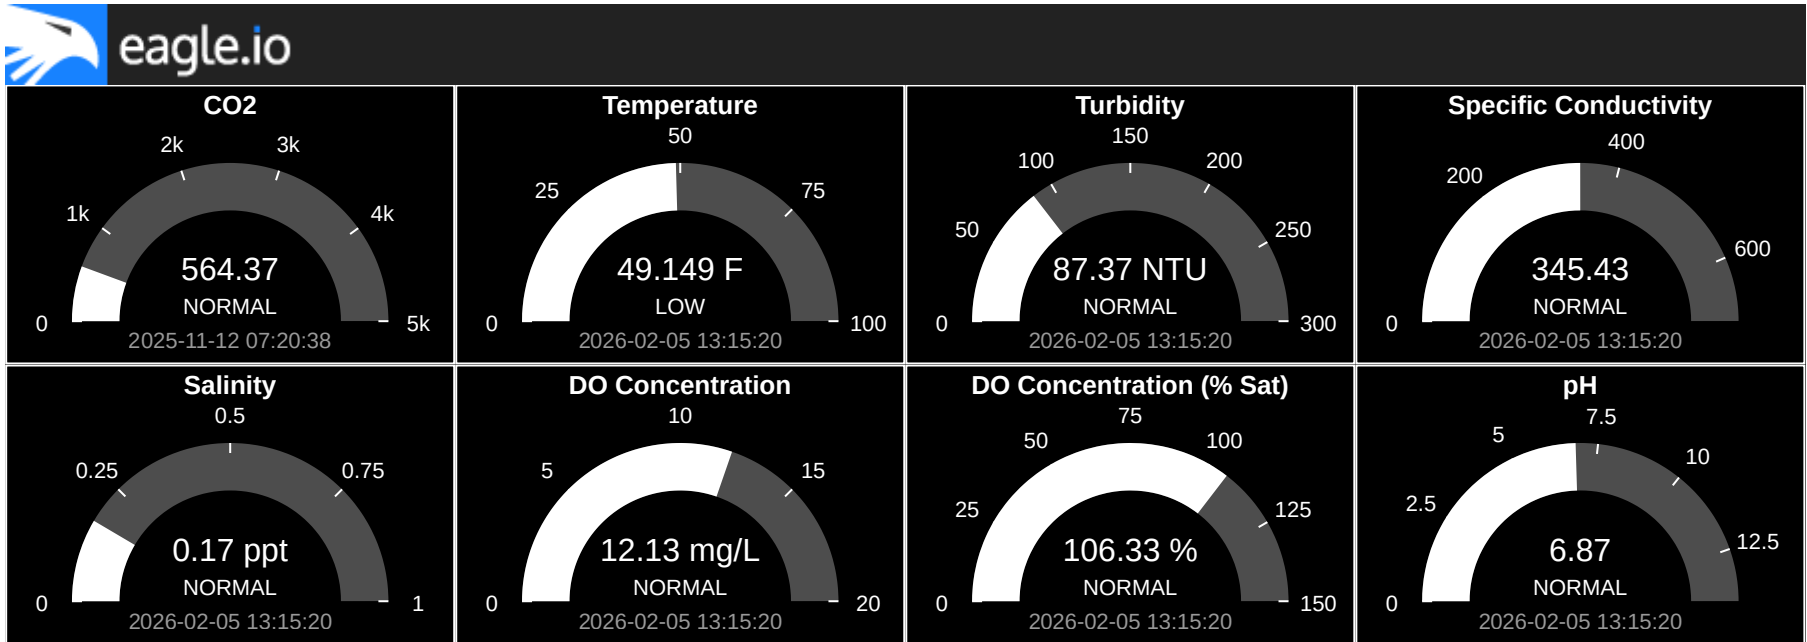 eagle.io
CO2
2k
3k
1k
4k
564.37
NORMAL
0
5k
2025-11-12 07:20:38
Temperature
50
25
75
49.149 F
LOW
0
100
2026-02-05 13:15:20
Turbidity
150
100
200
50
250
87.37 NTU
NORMAL
0
300
2026-02-05 13:15:20
Specific Conductivity
400
200
600
345.43
NORMAL
0
2026-02-05 13:15:20
Salinity
0.5
0.25
0.75
0.17 ppt
NORMAL
0
1
2026-02-05 13:15:20
DO Concentration
10
5
15
12.13 mg/L
NORMAL
0
20
2026-02-05 13:15:20
DO Concentration (% Sat)
75
50
100
25
125
106.33 %
NORMAL
0
150
2026-02-05 13:15:20
pH
7.5
5
10
2.5
12.5
6.87
NORMAL
0
2026-02-05 13:15:20